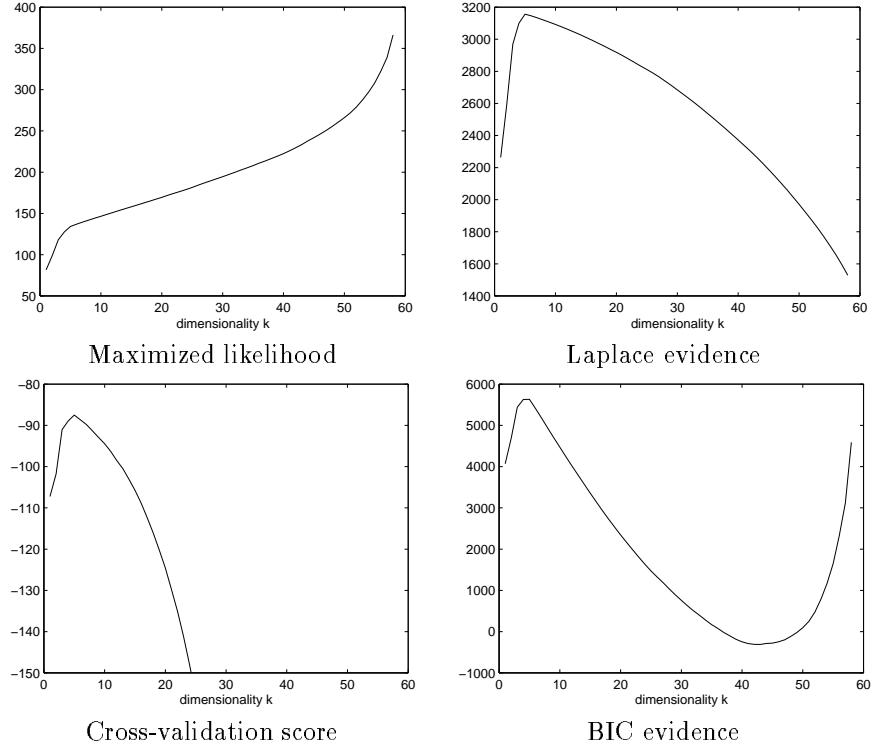 400
350
300
250
200
150
100
50
0 10 20 30 40 50 60
dimensionality k
Maximized likelihood
3200
3000
2800
2600
2400
2200
2000
1800
1600
1400
0 10 20 30 40 50 60
dimensionality k
Laplace evidence
−80
−90
−100
−110
−120
−130
−140
−150
0 10 20 30 40 50 60
dimensionality k
Cross-validation score
6000
5000
4000
3000
2000
1000
0
−1000
0 10 20 30 40 50 60
dimensionality k
BIC evidence